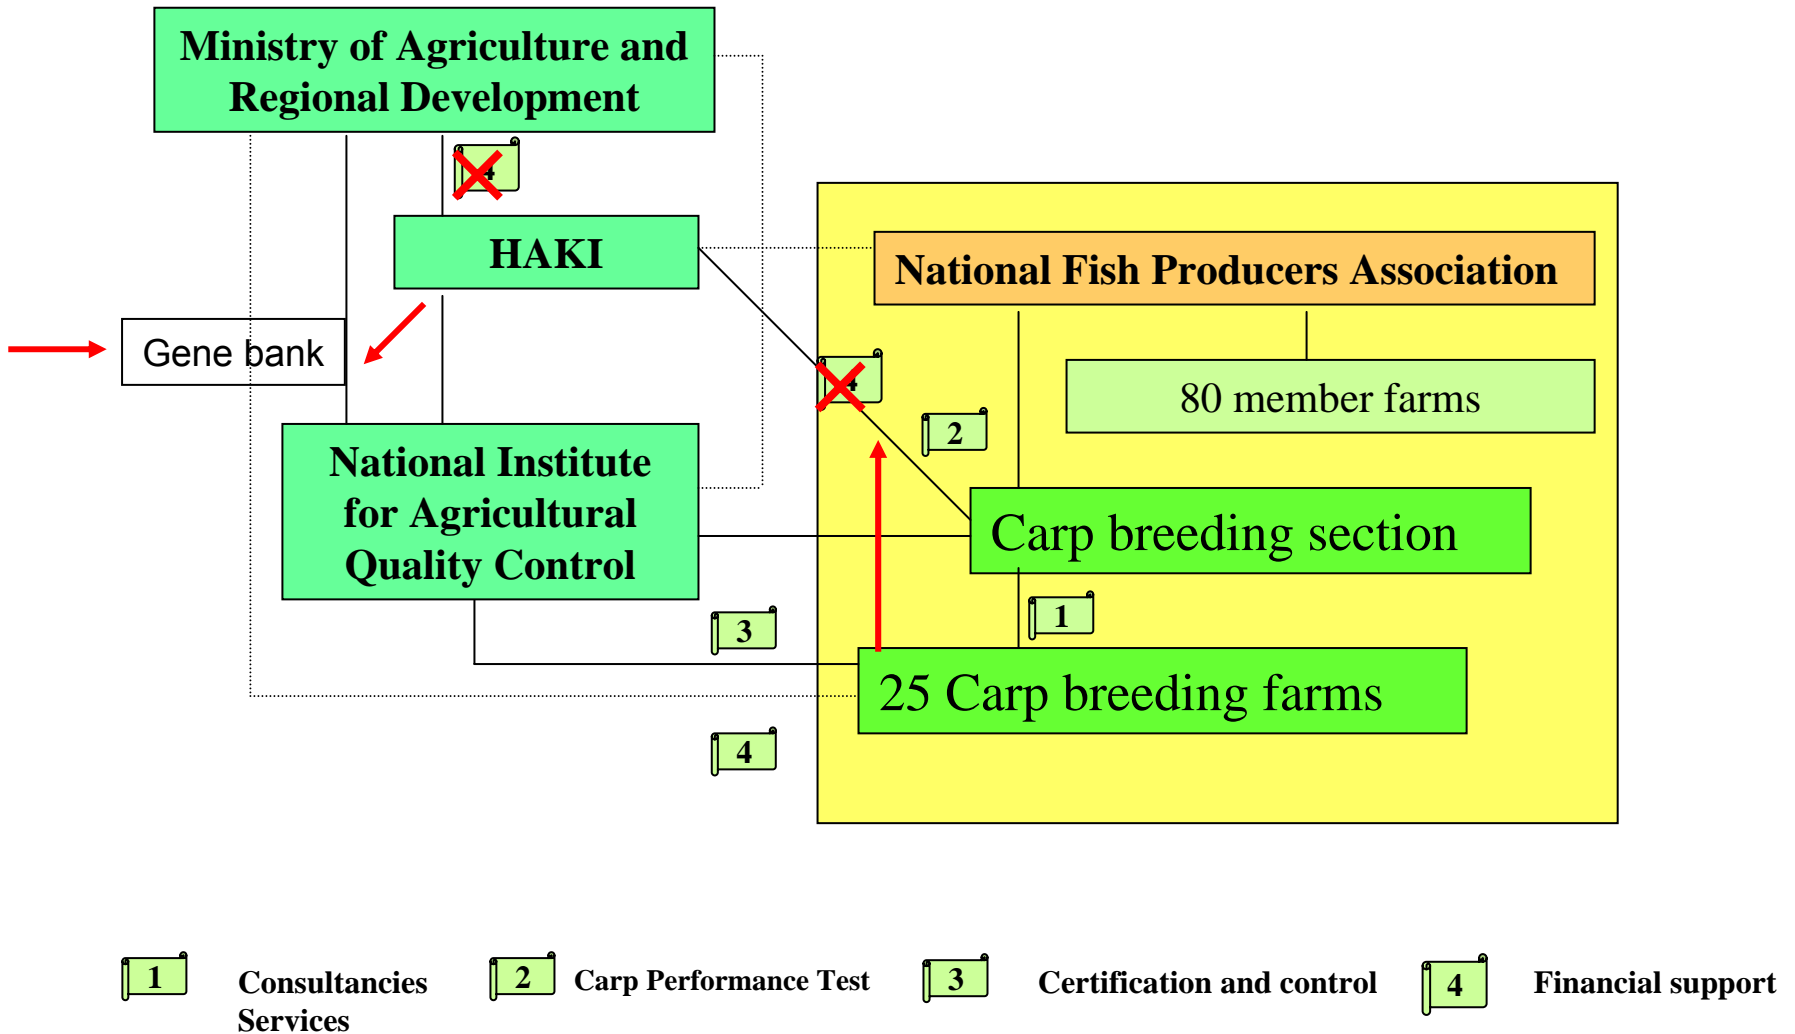 Ministry of Agriculture and
Regional Development
4
HAKI
National Fish Producers Association
Gene bank
4
80 member farms
2
National Institute
for Agricultural
Quality Control
Carp breeding section
1
3
25 Carp breeding farms
4
1
Consultancies
Services
2
Carp Performance Test
3
Certification and control
4
Financial support